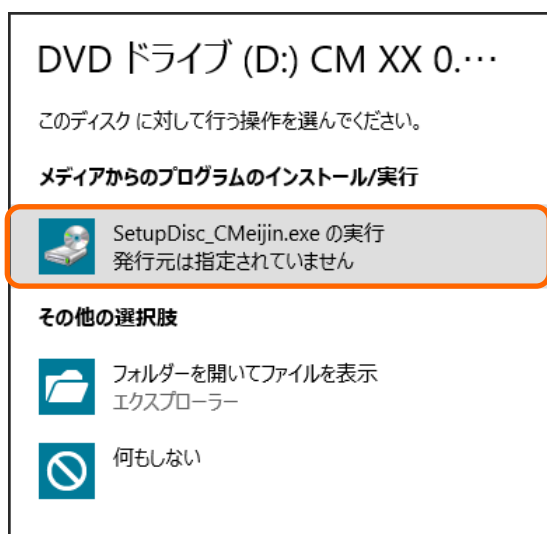 DVD ドライブ (D:) CM XX 0.…
このディスク に対して行う操作を選んでください。
メディアからのプログラムのインストール/実行
SetupDisc_CMeijin.exe の実行
発行元は指定されていません
その他の選択肢
フォルダーを開いてファイルを表示
エクスプローラー
何もしない